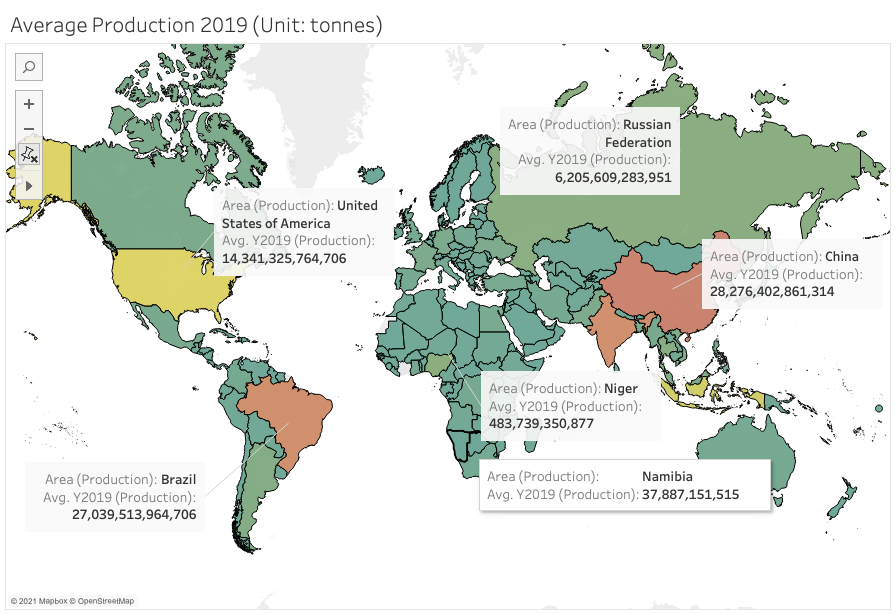 Average Production 2019 (Unit: tonnes)
Area (Production): Russian
Federation
Avg. Y2019 (Production):
6,205,609,283,951
Area (Production): United
States of America
Avg. Y2019 (Production):
14,341,325,764,706
Area (Production): China
Avg. Y2019 (Production):
28,276,402,861,314
Area (Production): Niger
Avg. Y2019 (Production):
483,739,350,877
Area (Production): Namibia
Avg. Y2019 (Production): 37,887,151,515
Area (Production): Brazil
Avg. Y2019 (Production):
27,039,513,964,706
© 2021 Mapbox © OpenStreetMap